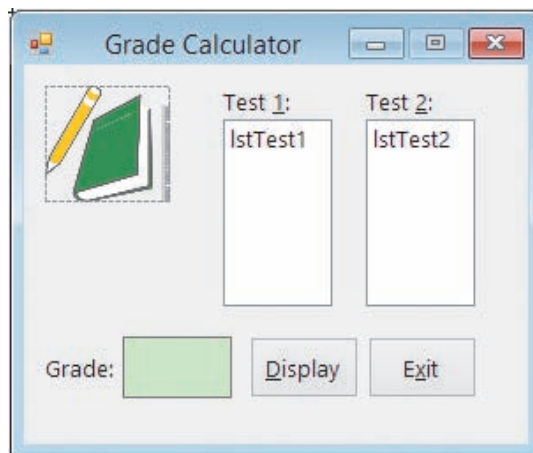 Grade Calculator
Test 1: Test 2:
lstTest1 lstTest2
Grade: Display Exit